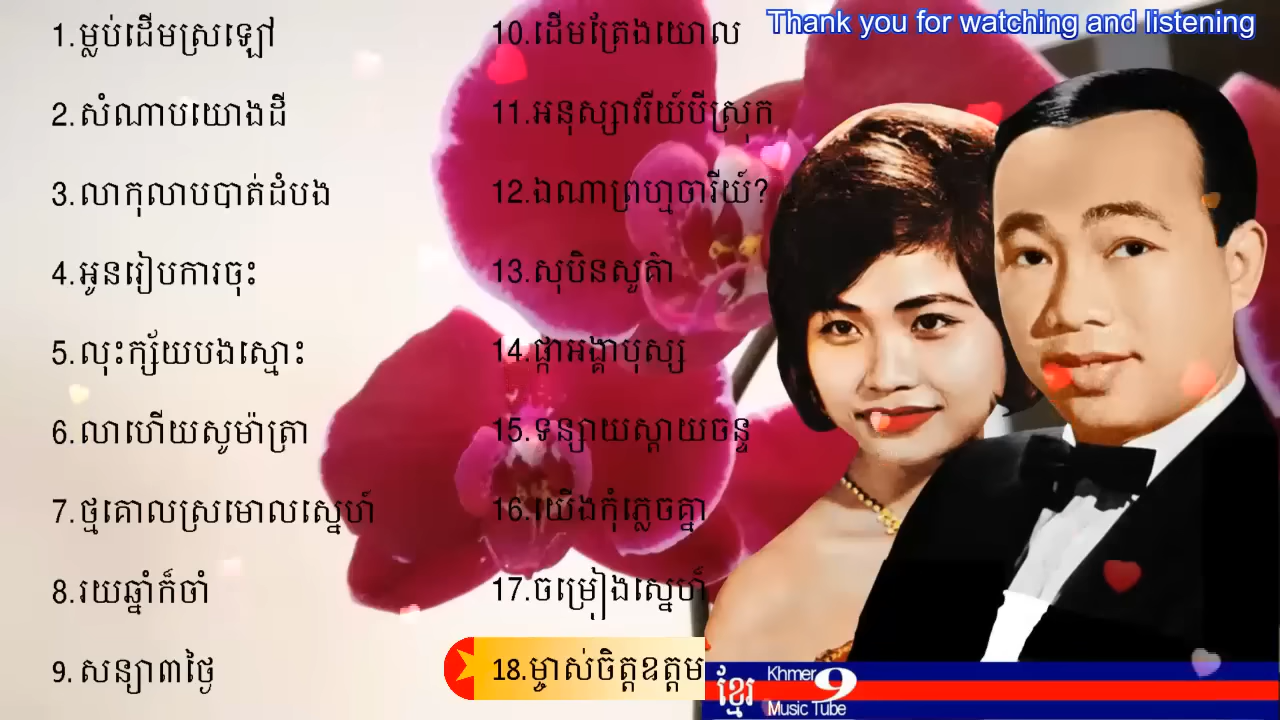 Thank you for watching and listening
1.ម្លប់ដើមស្រឡៅ
2.សំណាបយោងដី
3.លាកុលាបបាត់ដំបង
4.អូនរៀបការចុះ
5.លុះក្ស័យបងស្មោះ
6.លាហើយសូម៉ាត្រា
7.ថ្មគោលស្រមោលស្នេហ៍
8.រយឆ្នាំក៏ចាំ
9.សន្យា៣ថ្ងៃ
10.ដើមត្រែងយោល
11.អនុស្សាវរីយ៍បីស្រុក
12.ឯណាព្រហ្មចារីយ៍?
13.សុបិនសួគ៌ា
14.ផ្កាអង្គាបុស្ស
15.ទន្សាយស្ដាយចន្ទ
16.យើងកុំភ្លេចគ្នា
17.ចម្រៀងស្នេហ៍
18.ម្ចាស់ចិត្តឧត្តម
ខ្មែរ
Khmer 9
Music Tube